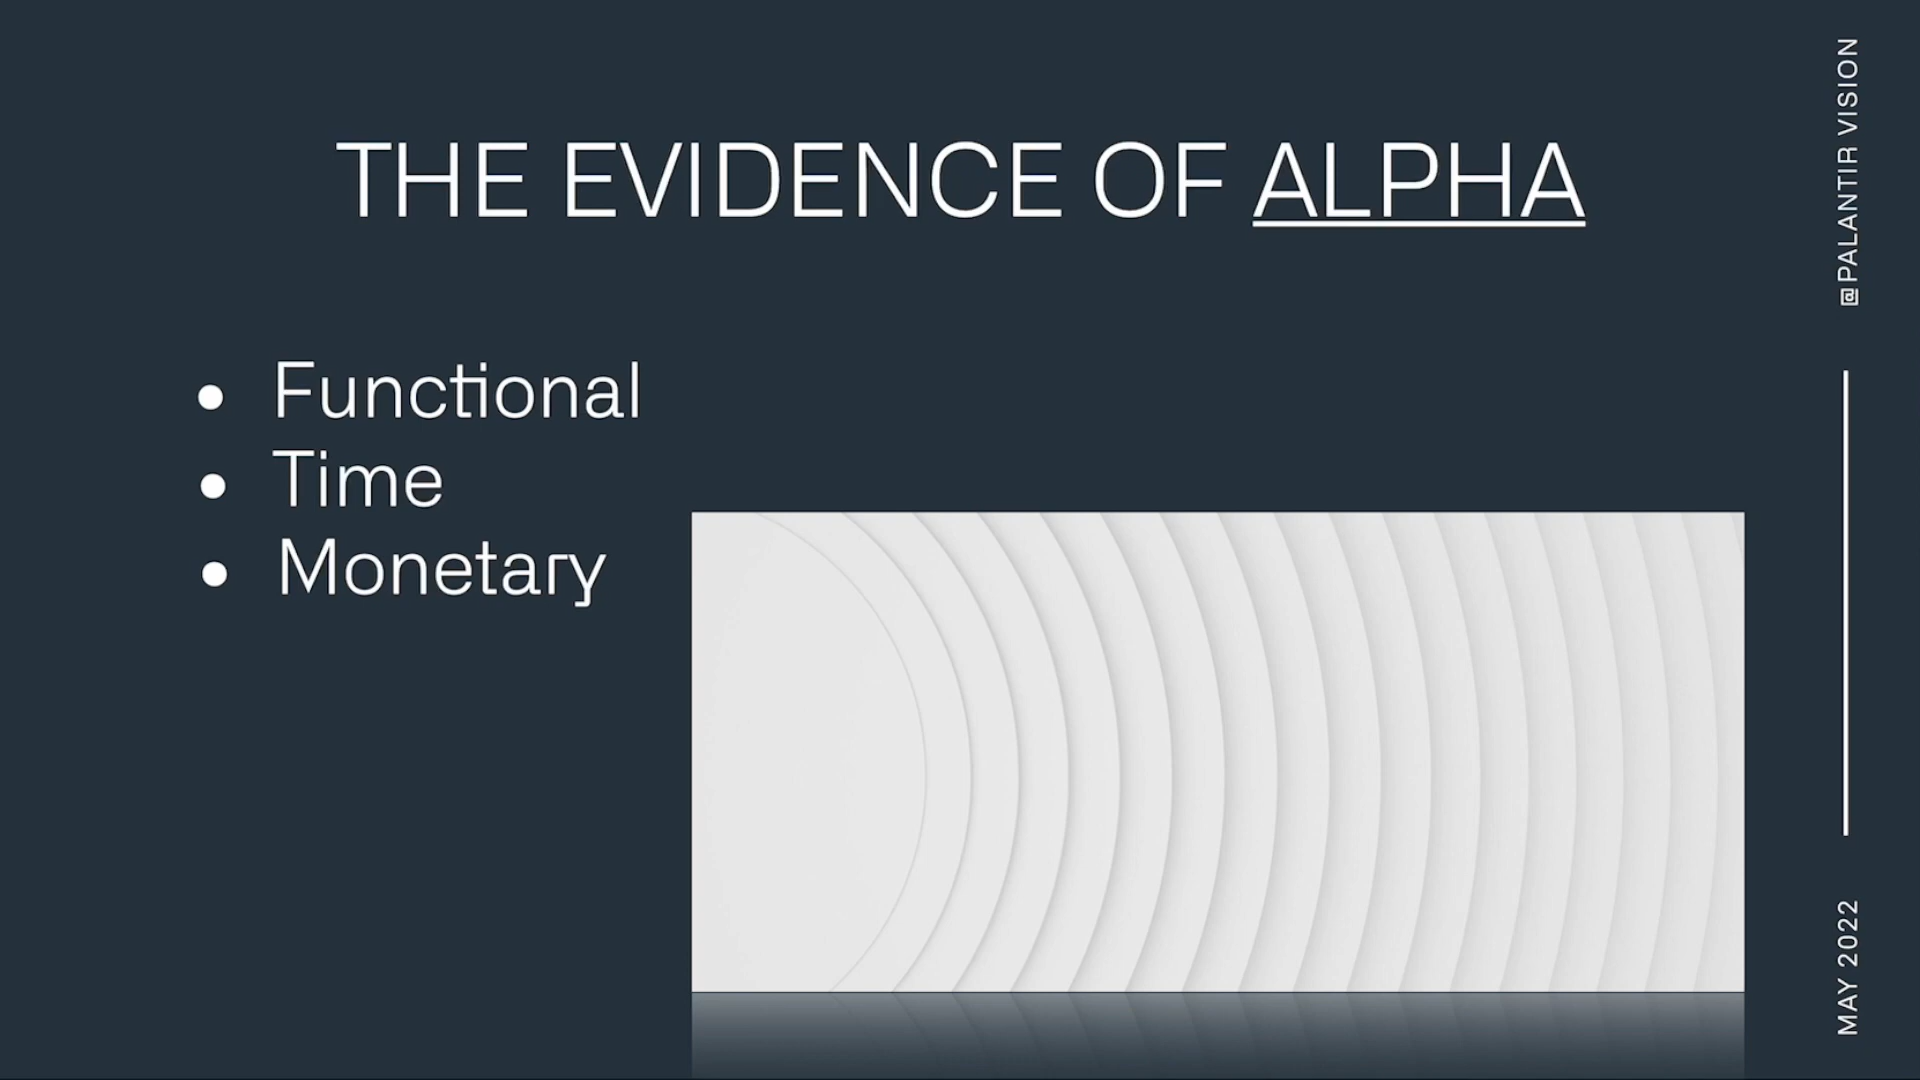 THE EVIDENCE OF ALPHA
• Functional
• Time
• Monetary
@PALANTIR VISION
MAY 2022